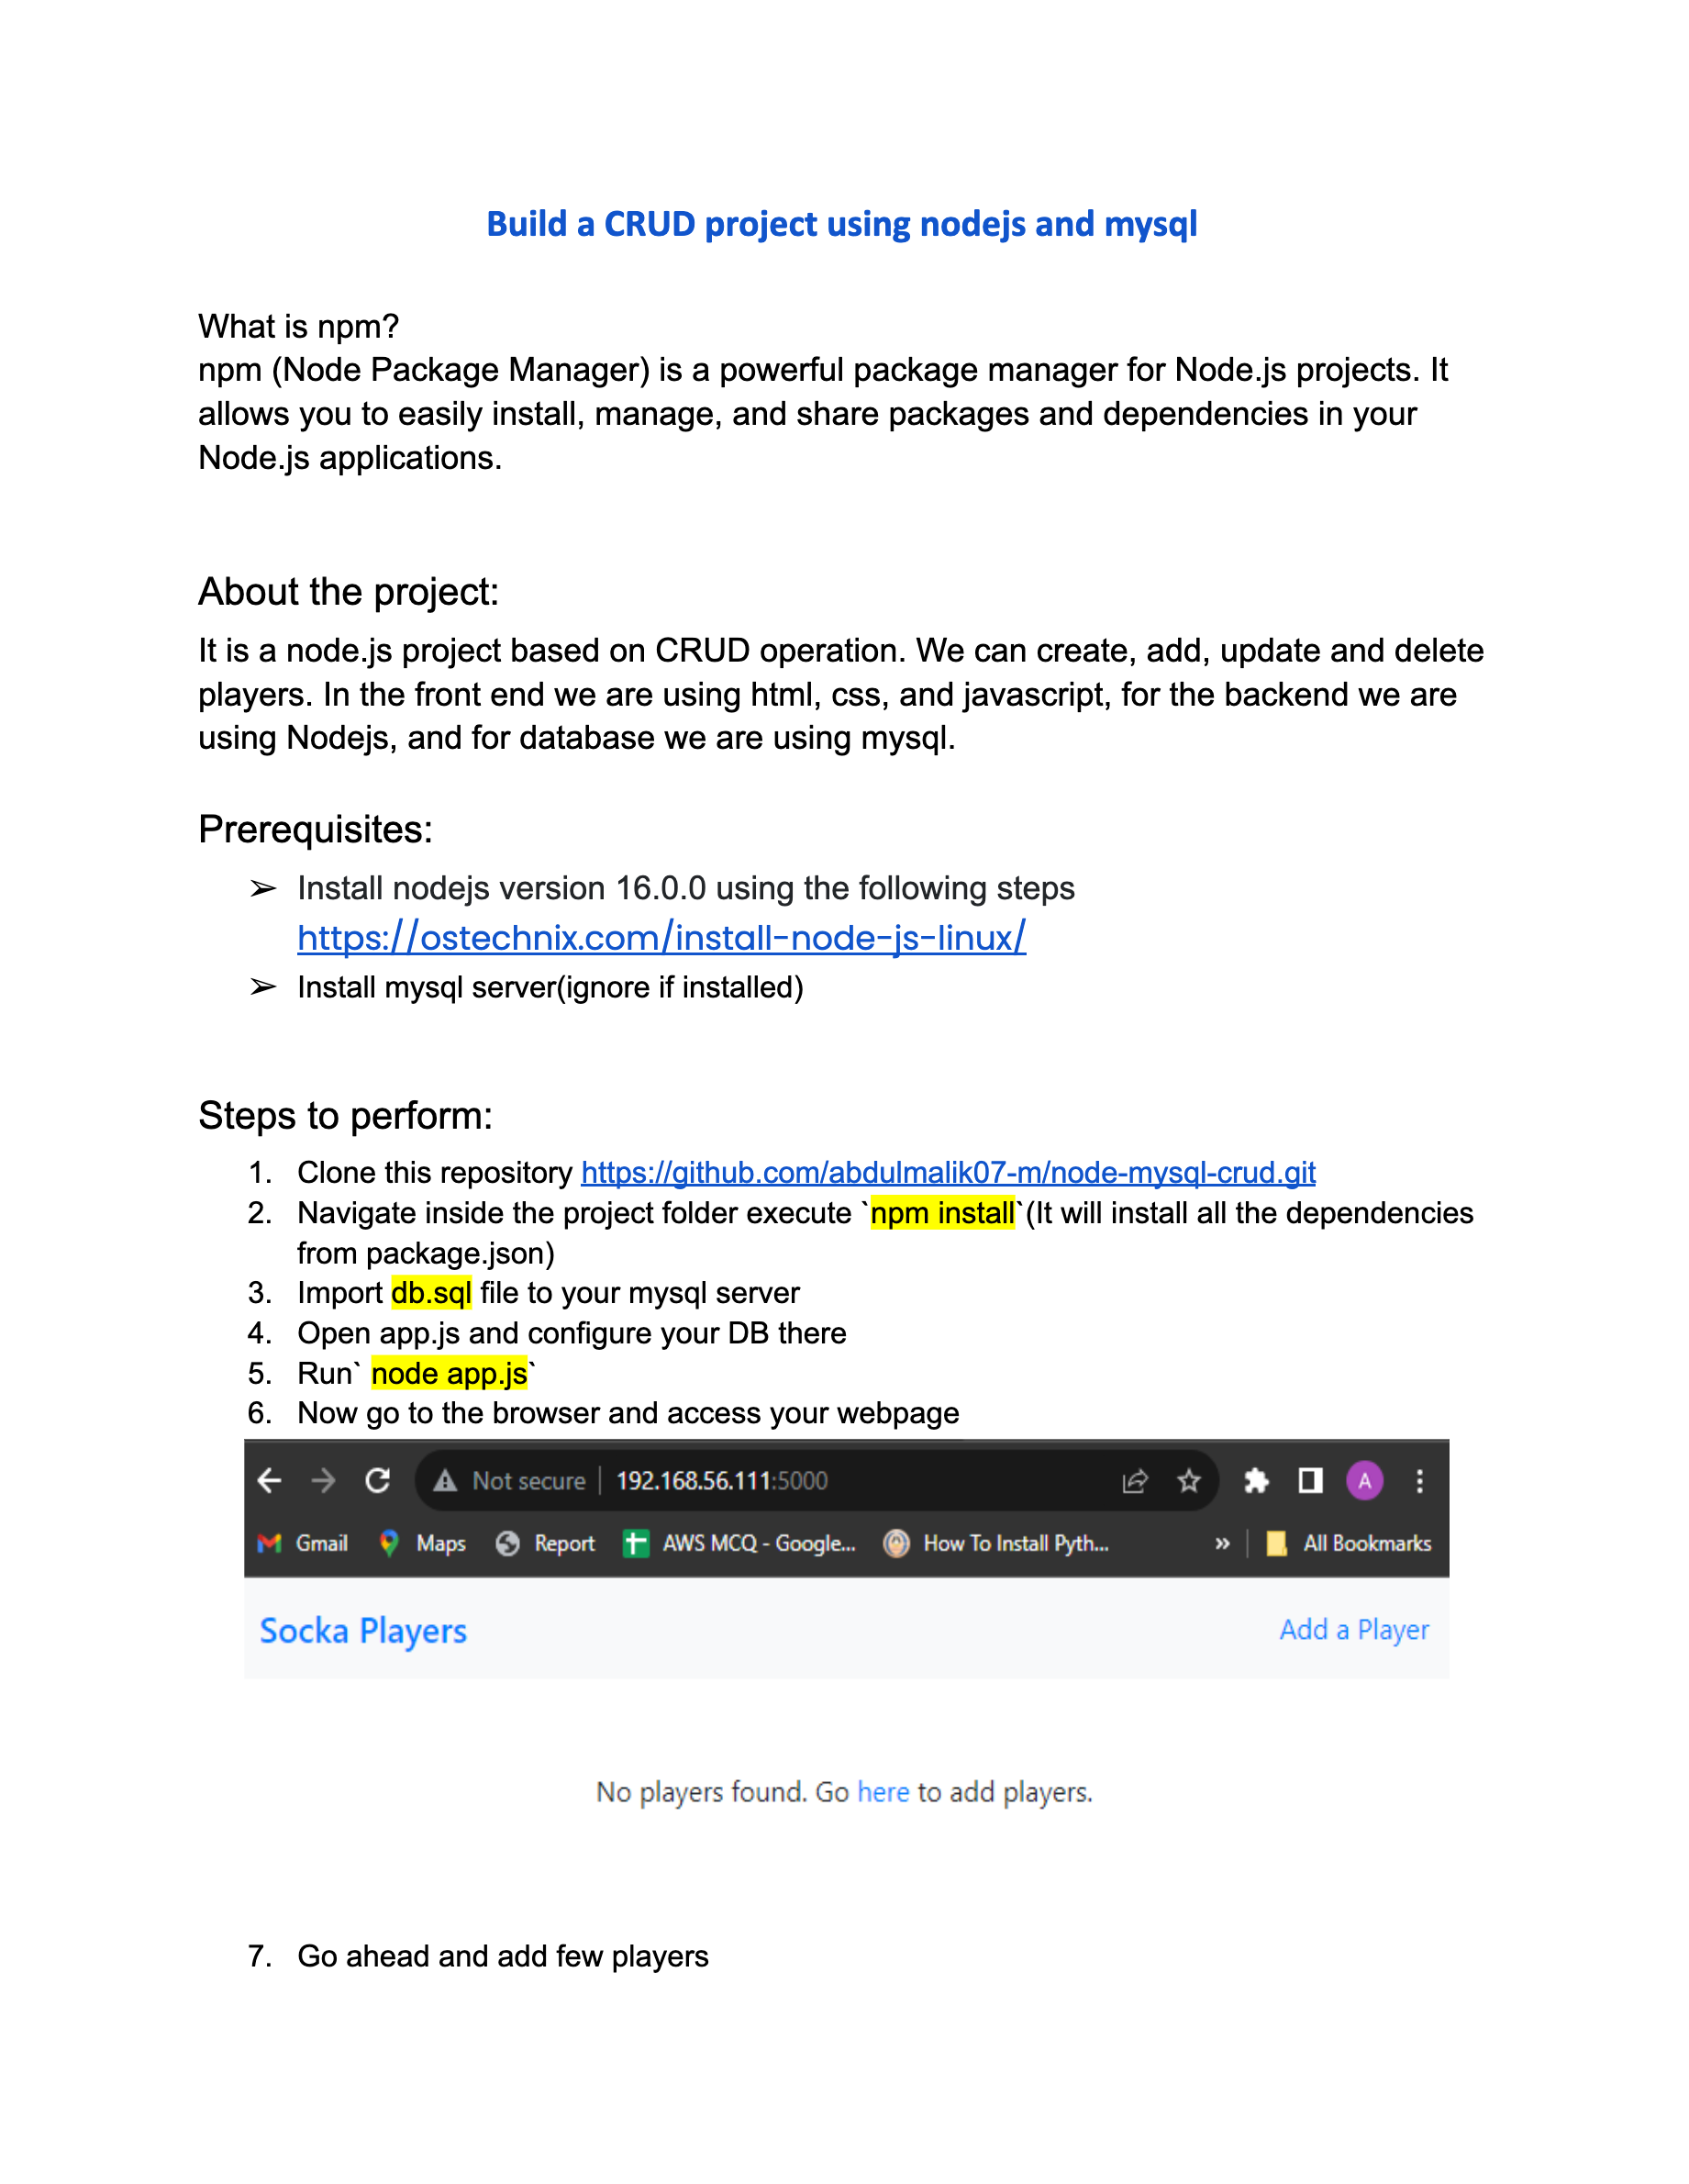 Build a CRUD project using nodejs and mysql
What is npm?
npm (Node Package Manager) is a powerful package manager for Node.js projects. It
allows you to easily install, manage, and share packages and dependencies in your
Node.js applications.
About the project:
It is a node.js project based on CRUD operation. We can create, add, update and delete
players. In the front end we are using html, css, and javascript, for the backend we are
using Nodejs, and for database we are using mysql.
Prerequisites:
➢ Install nodejs version 16.0.0 using the following steps
https://ostechnix.com/install-node-js-linux/
➢ Install mysql server(ignore if installed)
Steps to perform:
1. Clone this repository https://github.com/abdulmalik07-m/node-mysql-crud.git
2. Navigate inside the project folder execute `npm install`(It will install all the dependencies
from package.json)
3. Import db.sql file to your mysql server
4. Open app.js and configure your DB there
5. Run` node app.js`
6. Now go to the browser and access your webpage
Not secure 192.168.56.111:5000 A
Gmail Maps Report AWS MCQ - Google... How To Install Pyth... » All Bookmarks
Socka Players Add a Player
No players found. Go here to add players.
7. Go ahead and add few players